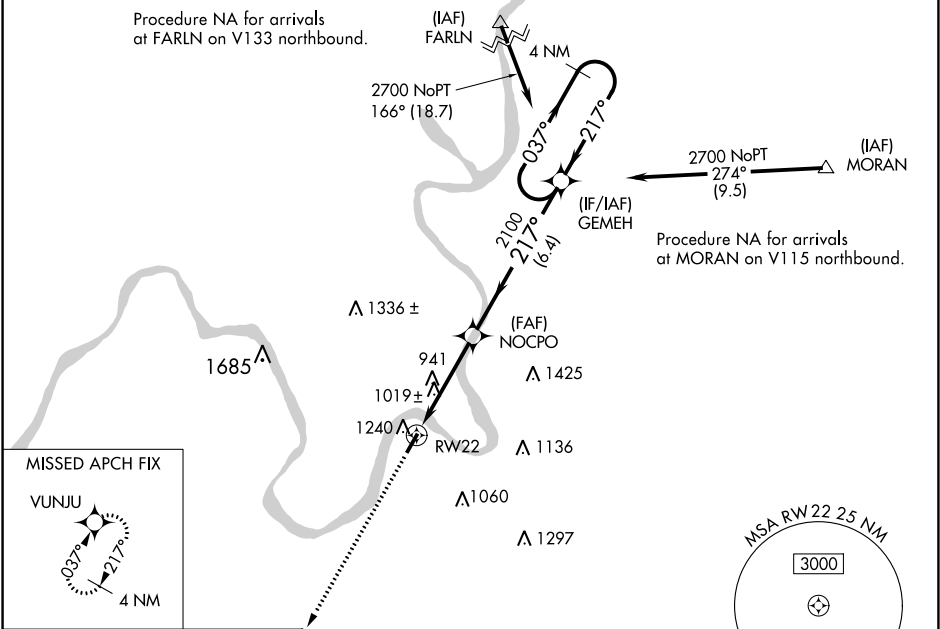 Procedure NA for arrivals
at FARLN on V133 northbound.
(IAF)
FARLN
4 NM
2700 NoPT
166° (18.7)
037°
217°
2700 NoPT
274°
(9.5)
(IAF)
MORAN
(IF/IAF)
GEMEH
2100
217°
(6.4)
Procedure NA for arrivals
at MORAN on V115 northbound.
1336 ±
(FAF)
NOCPO
1685
941
1425
1019±
1240
RW22
1136
1060
1297
MISSED APCH FIX
VUNJU
037°
217°
4 NM
MSA RW22 25 NM
3000